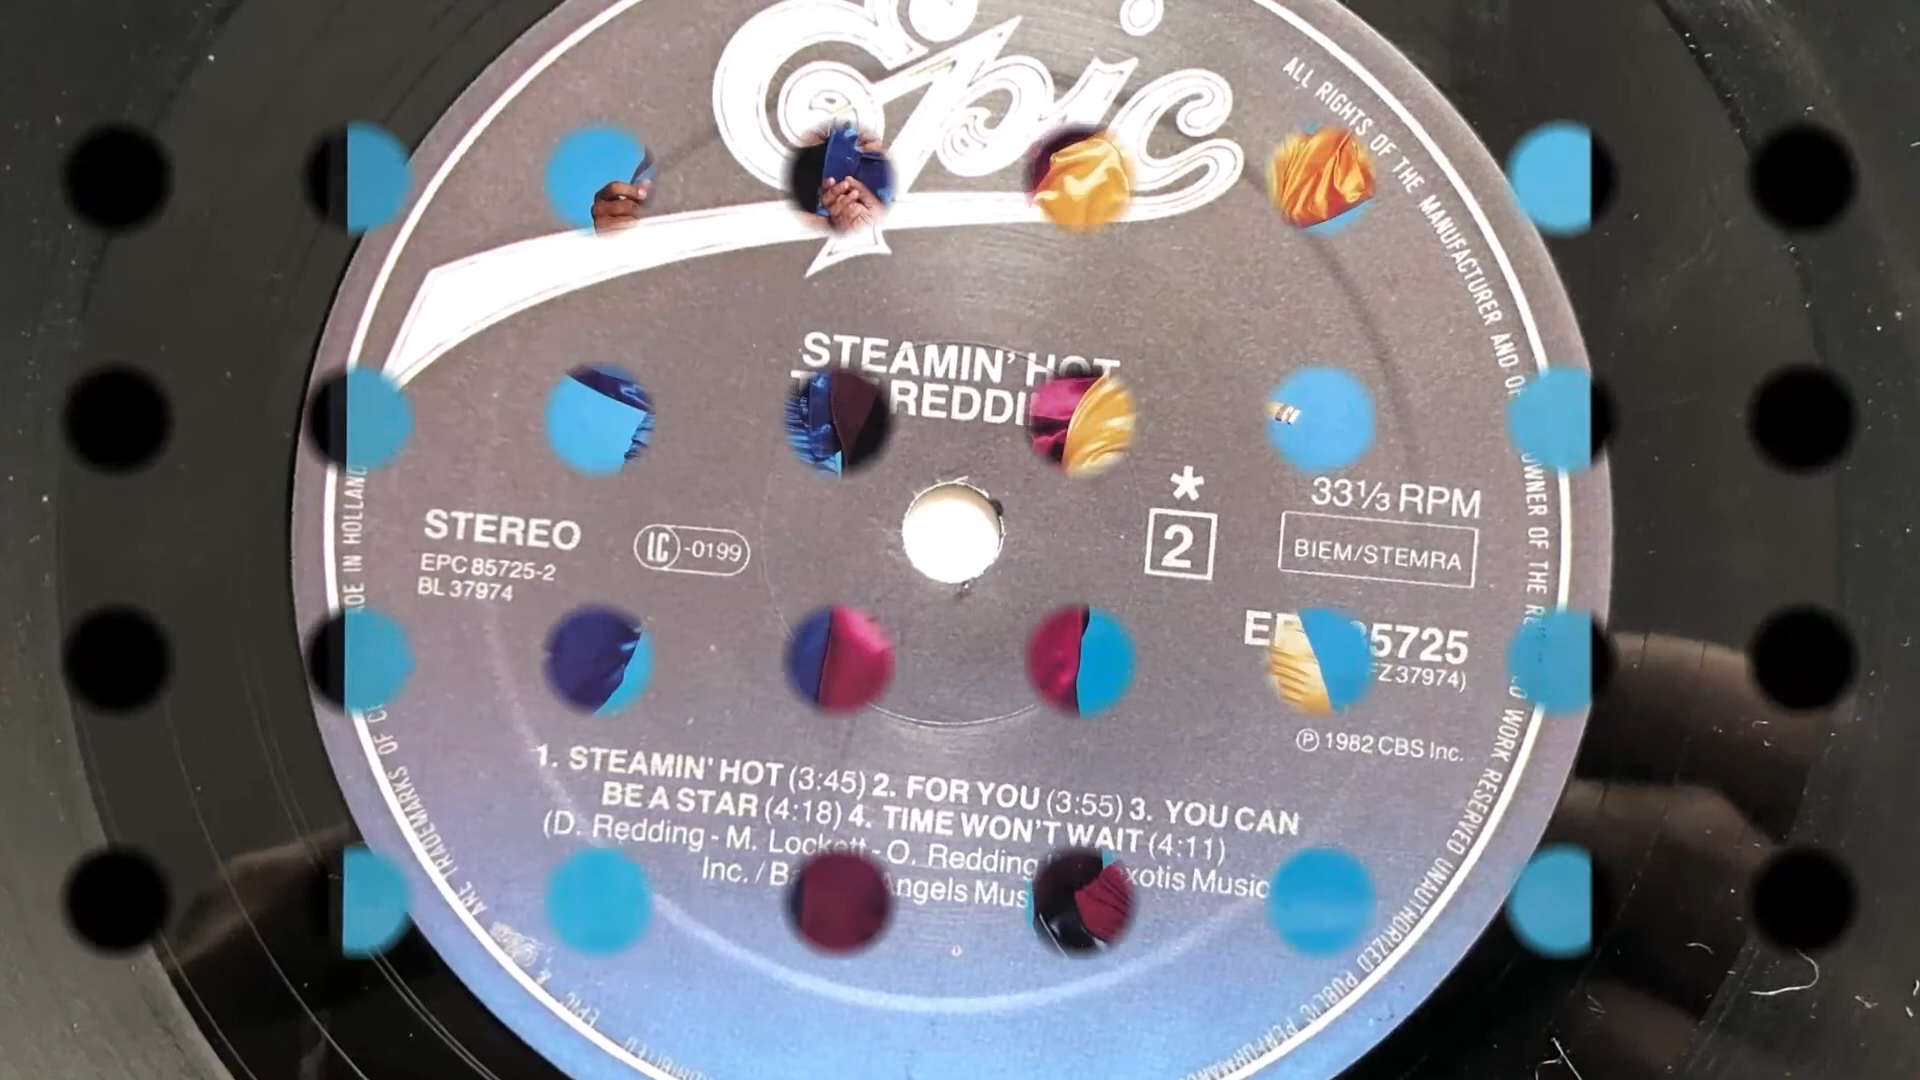 Epic
ALL RIGHTS OF THE MANUFACTURER AND OF
OWNER OF THE
WORK RESERVED UNAUTHORIZED PUBLIC
STEAMIN' HOT
REDDI
33⅓ RPM
STEREO
LC-0199
2
BIEM/STEMRA
EPC 85725-2
BL 37974
5725
FZ 37974)
Ⓟ 1982 CBS Inc.
1. STEAMIN' HOT (3:45) 2. FOR YOU (3:55) 3. YOU CAN
BE A STAR (4:18) 4. TIME WON'T WAIT (4:11)
(D. Redding - M. Lockett - O. Redding
Inc. / Angels Mus xotis Music
IN HOLLAND
EPIC & ARE TRADEMARKS OF